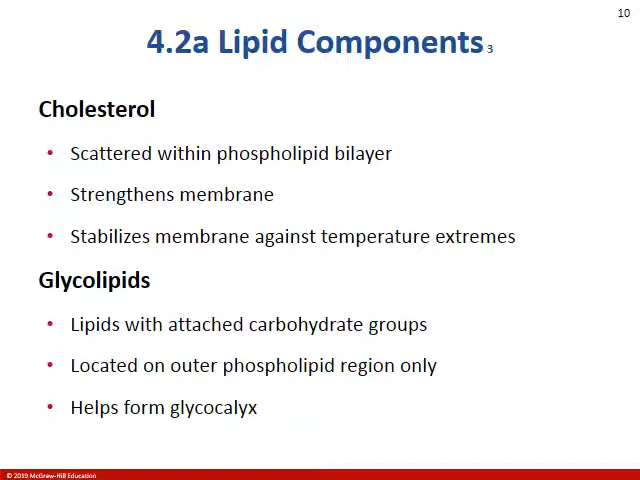 10
4.2a Lipid Components 3
Cholesterol
• Scattered within phospholipid bilayer
• Strengthens membrane
• Stabilizes membrane against temperature extremes
Glycolipids
• Lipids with attached carbohydrate groups
• Located on outer phospholipid region only
• Helps form glycocalyx
© 2019 McGraw-Hill Education